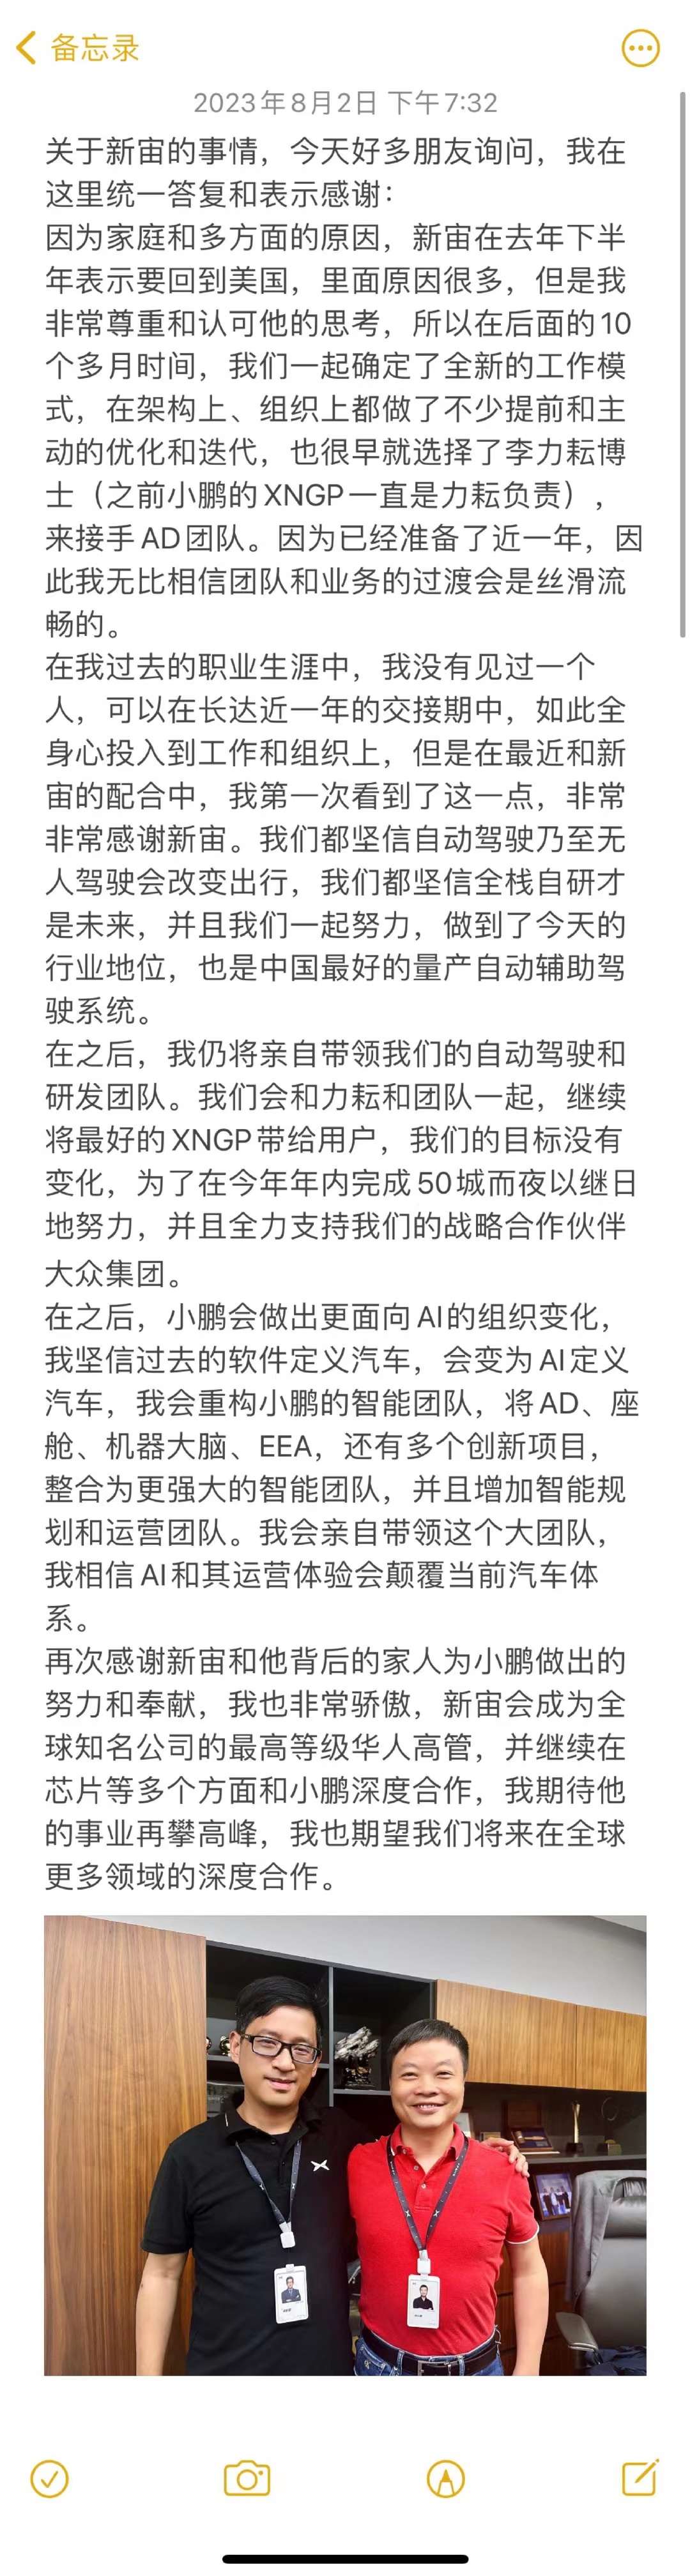 备忘录
2023年8月2日 下午7:32
关于新宙的事情，今天好多朋友询问，我在
这里统一答复和表示感谢：
因为家庭和多方面的原因，新宙在去年下半
年表示要回到美国，里面原因很多，但是我
非常尊重和认可他的思考，所以在后面的10
个多月时间，我们一起确定了全新的工作模
式，在架构上、组织上都做了不少提前和主
动的优化和迭代，也很早就选择了李力耘博
士（之前小鹏的XNGP一直是力耘负责），
来接手AD团队。因为已经准备了近一年，因
此我无比相信团队和业务的过渡会是丝滑流
畅的。
在我过去的职业生涯中，我没有见过一个
人，可以在长达近一年的交接期中，如此全
身心投入到工作和组织上，但是在最近和新
宙的配合中，我第一次看到了这一点，非常
非常感谢新宙。我们都坚信自动驾驶乃至无
人驾驶会改变出行，我们都坚信全栈自研才
是未来，并且我们一起努力，做到了今天的
行业地位，也是中国最好的量产自动辅助驾
驶系统。
在之后，我仍将亲自带领我们的自动驾驶和
研发团队。我们会和力耘和团队一起，继续
将最好的XNGP带给用户，我们的目标没有
变化，为了在今年年内完成50城而夜以继日
地努力，并且全力支持我们的战略合作伙伴
大众集团。
在之后，小鹏会做出更面向AI的组织变化，
我坚信过去的软件定义汽车，会变为AI定义
汽车，我会重构小鹏的智能团队，将AD、座
舱、机器大脑、EEA，还有多个创新项目，
整合为更强大的智能团队，并且增加智能规
划和运营团队。我会亲自带领这个大团队，
我相信AI和其运营体验会颠覆当前汽车体
系。
再次感谢新宙和他背后的家人为小鹏做出的
努力和奉献，我也非常骄傲，新宙会成为全
球知名公司的最高等级华人高管，并继续在
芯片等多个方面和小鹏深度合作，我期待他
的事业再攀高峰，我也期望我们将来在全球
更多领域的深度合作。